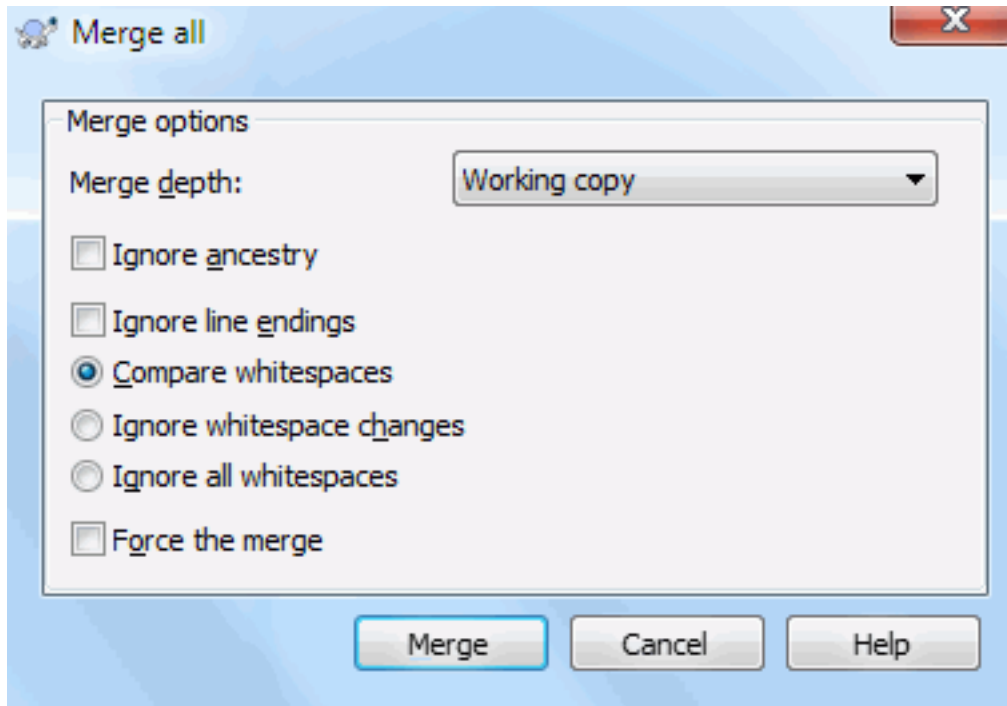 Merge all
Merge options
Merge depth:
Working copy
Ignore ancestry
Ignore line endings
Compare whitespaces
Ignore whitespace changes
Ignore all whitespaces
Force the merge
Merge
Cancel
Help